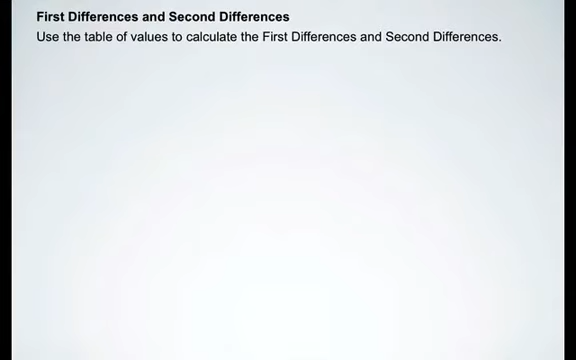 First Differences and Second Differences
Use the table of values to calculate the First Differences and Second Differences.